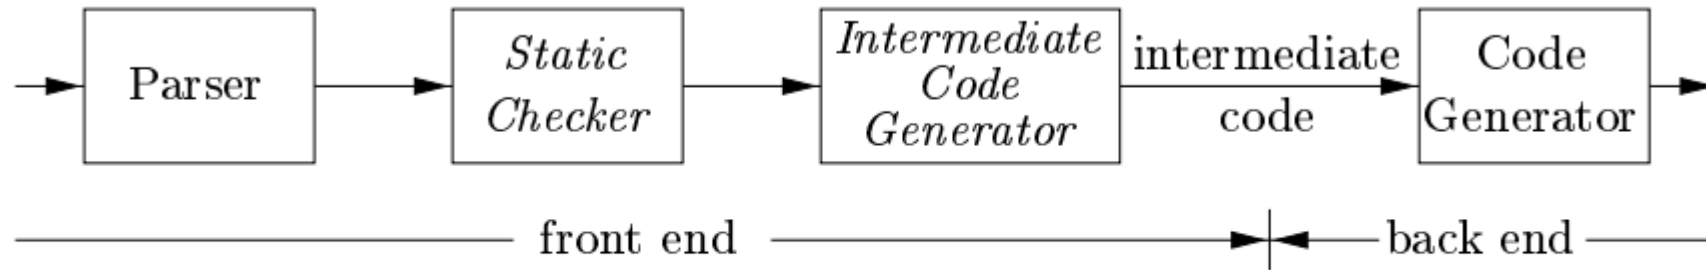 Parser
Static
Checker
Intermediate
Code
Generator
intermediate
code
Code
Generator
front end
back end